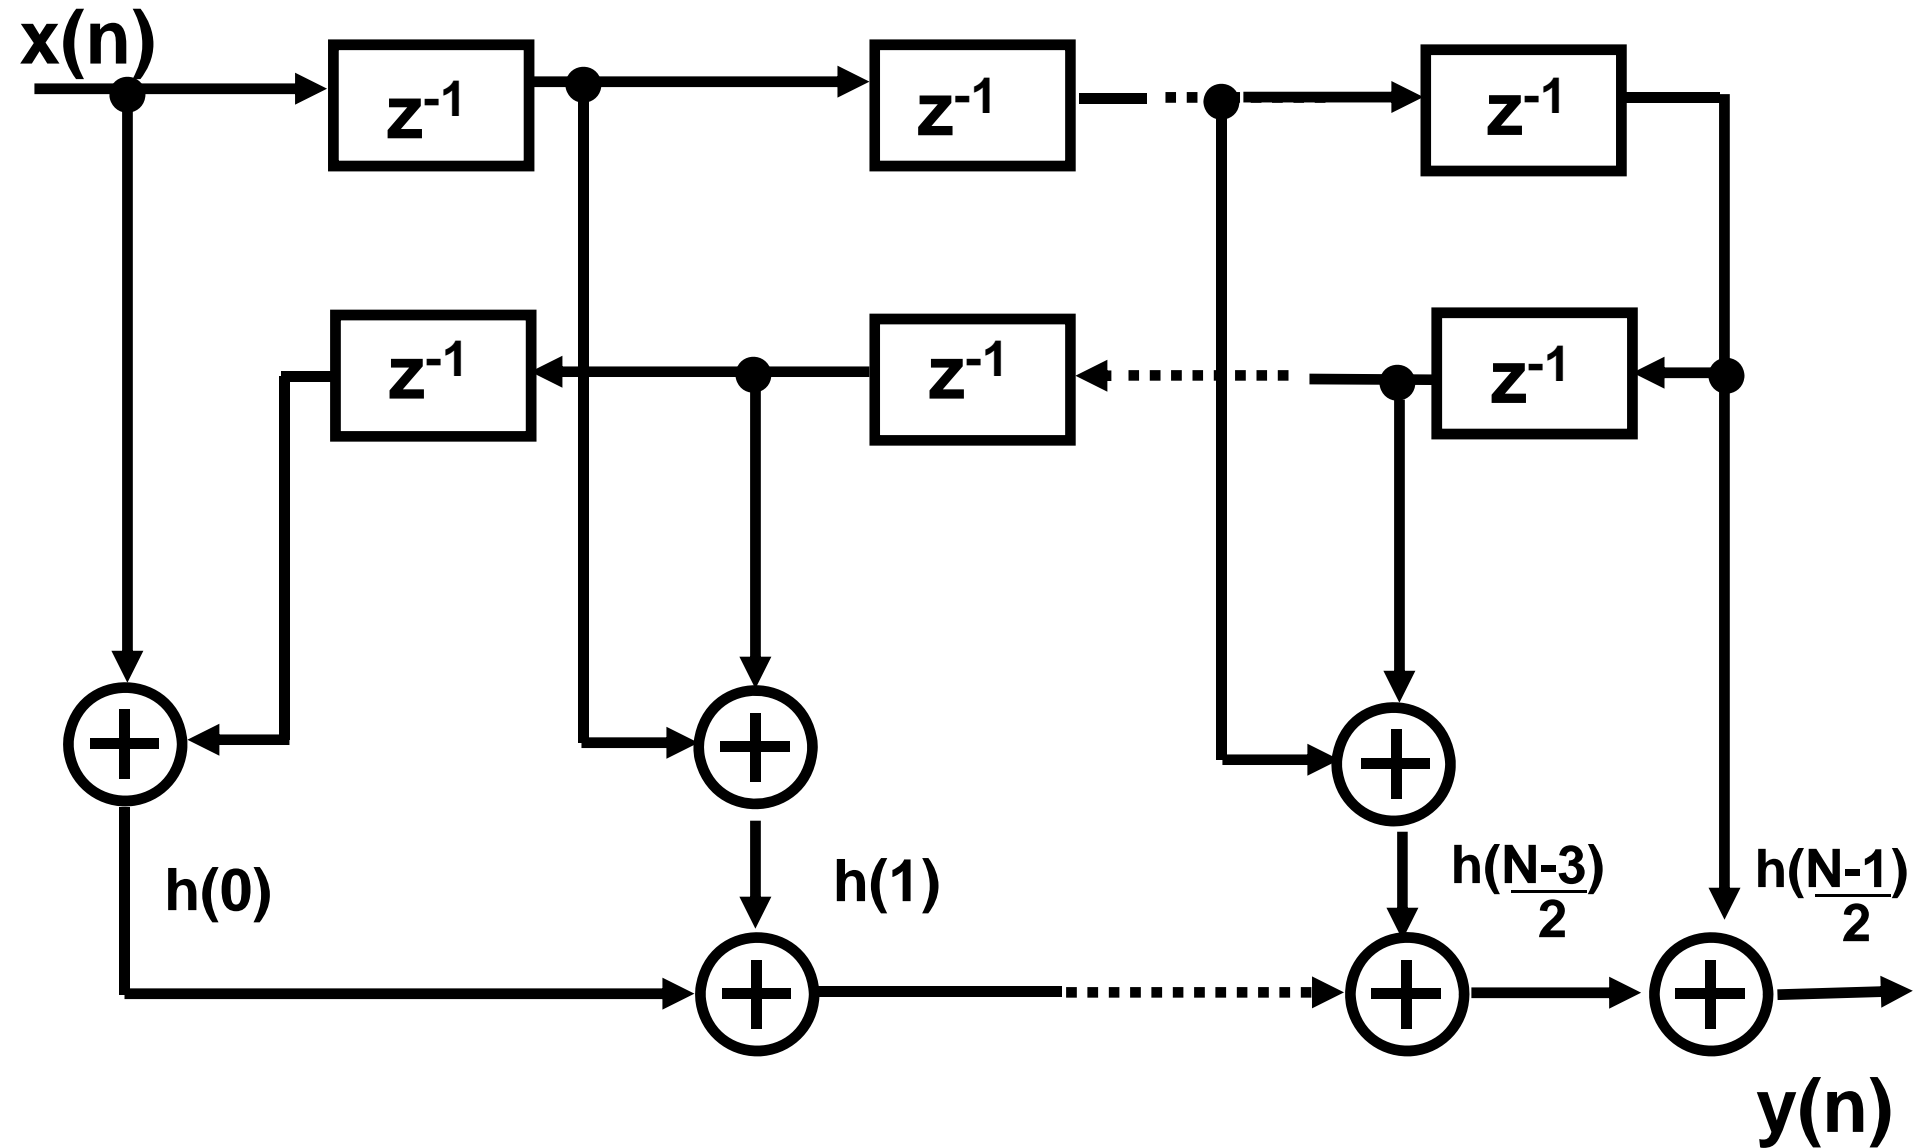 x(n)
z⁻¹ z⁻¹ z⁻¹
z⁻¹ z⁻¹ z⁻¹
h(0) h(1) h(N-3) h(N-1)
2 2
y(n)